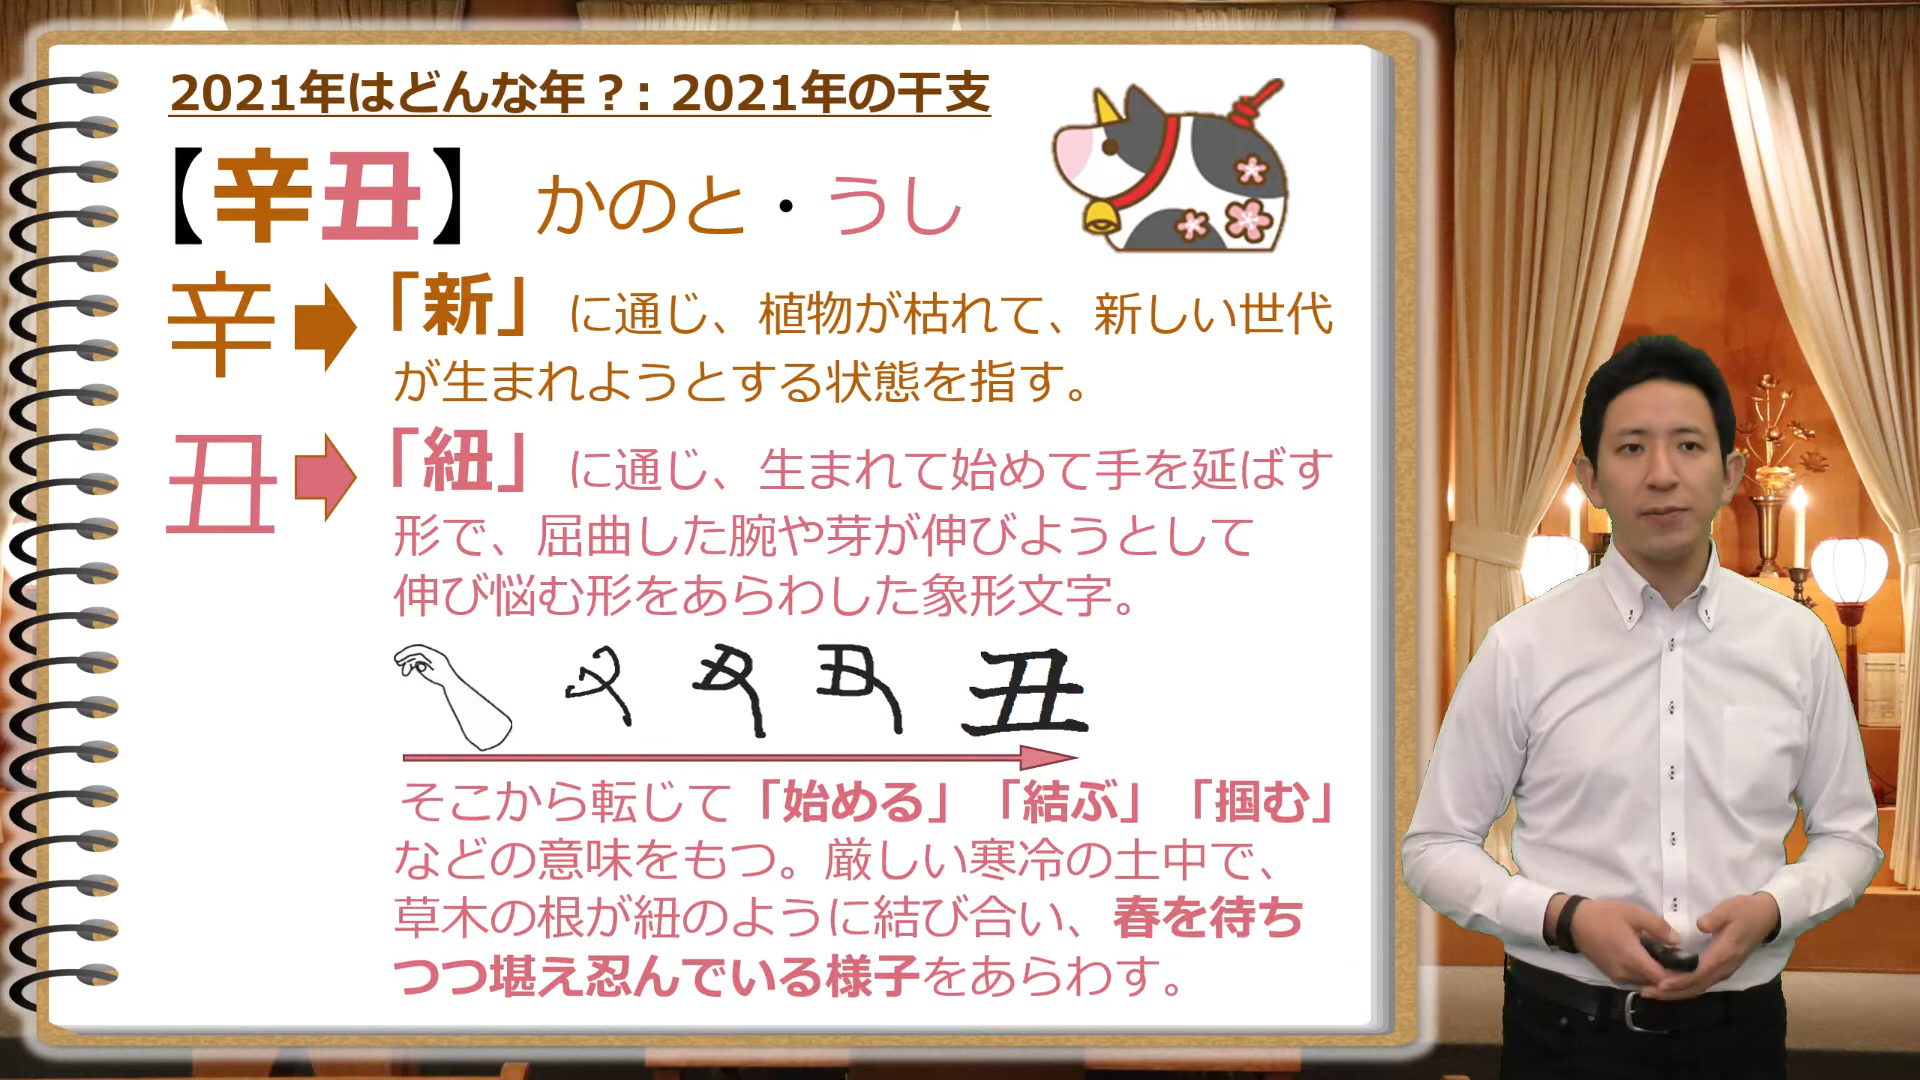 2021年はどんな年？: 2021年の干支
【辛丑】 かのと・うし
辛 「新」に通じ、植物が枯れて、新しい世代
が生まれようとする状態を指す。
丑 「紐」に通じ、生まれて始めて手を延ばす
形で、屈曲した腕や芽が伸びようとして
伸び悩む形をあらわした象形文字。
丑
そこから転じて「始める」「結ぶ」「掴む」
などの意味をもつ。厳しい寒冷の土中で、
草木の根が紐のように結び合い、春を待ち
つつ堪え忍んでいる様子をあらわす。